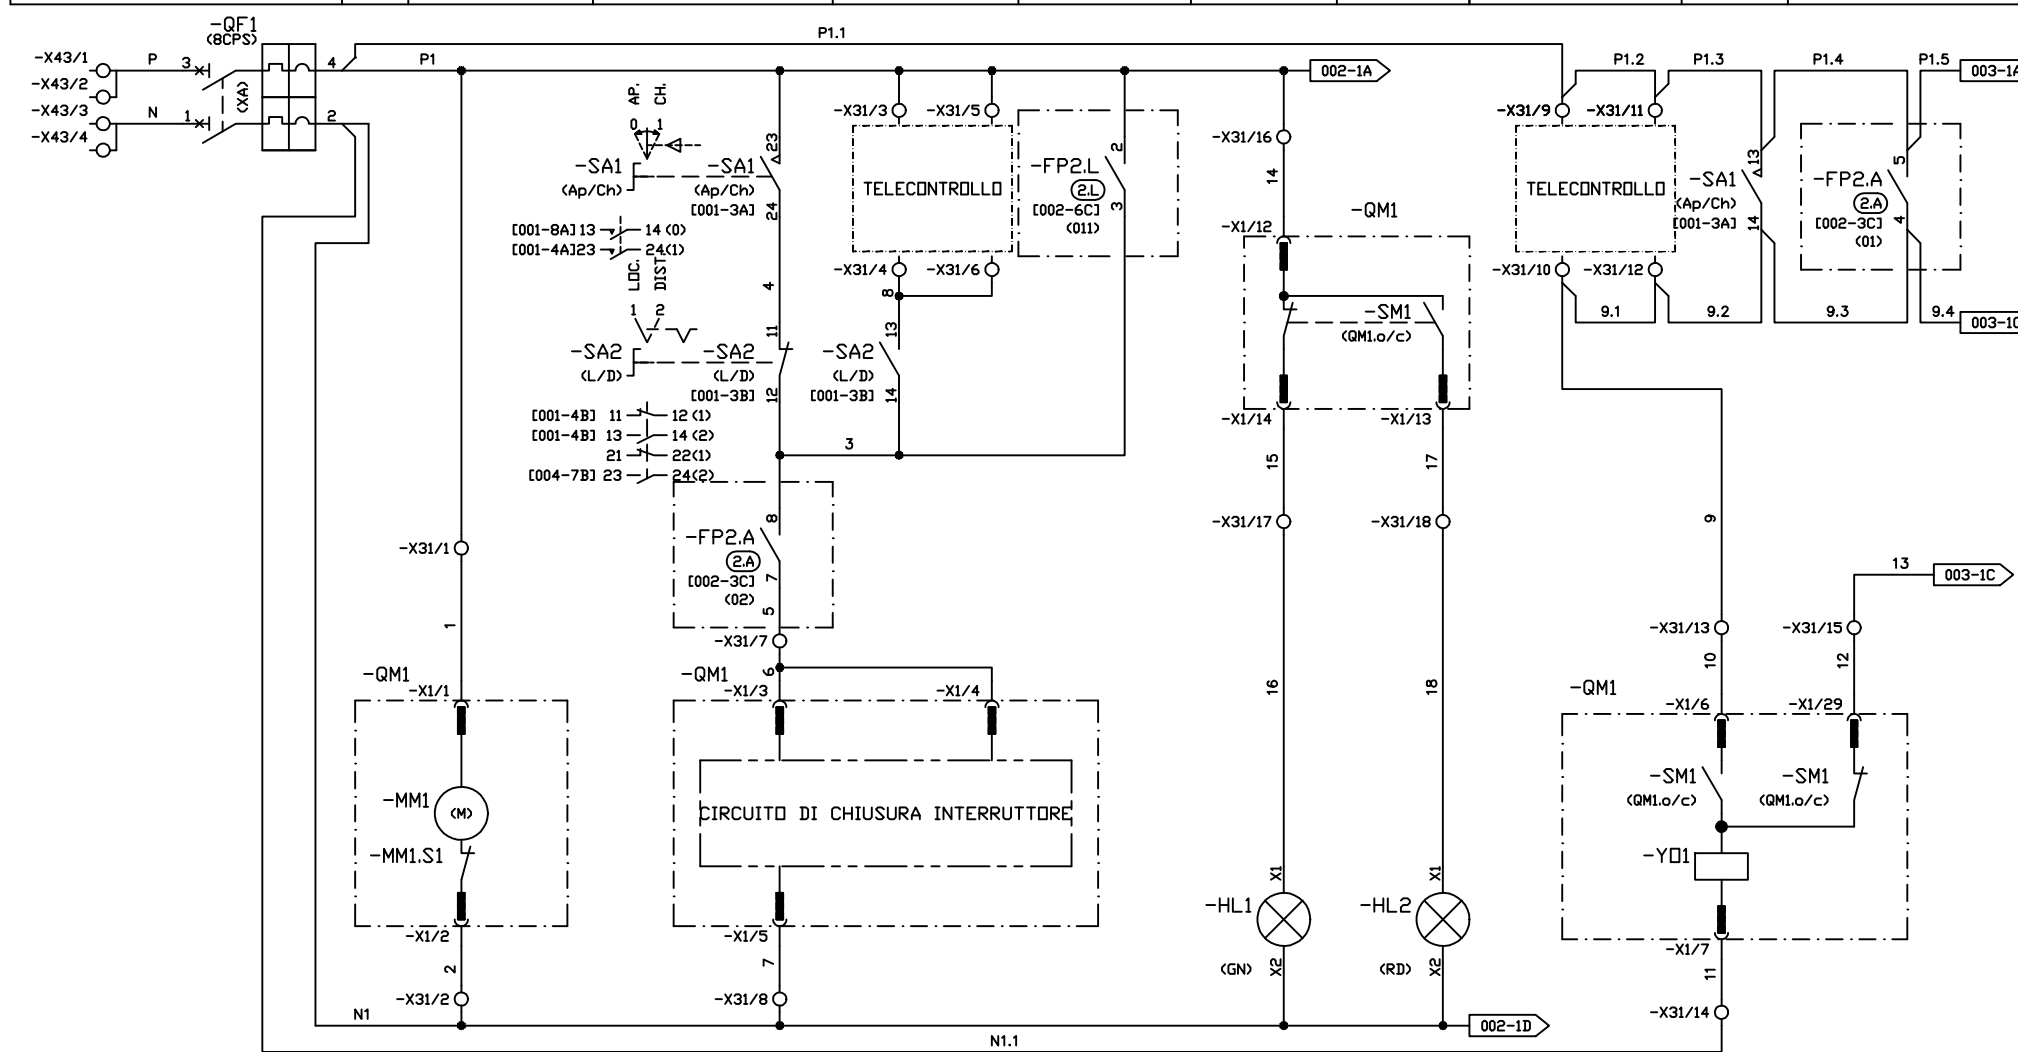 -QF1
(8CPS)
-X43/1
-X43/2
-X43/3
-X43/4
P
3
N
1
(XA)
4
2
P1
P1.1
002-1A
P1.2
P1.3
P1.4
P1.5
003-1A
AP.
CH.
0
1
-SA1
(Ap/Ch)
[001-8A] 13
14 (0)
[001-4A] 23
24 (1)
LOC.
DIST.
1
2
-SA2
(L/D)
[001-4B] 11
12 (1)
[001-4B] 13
14 (2)
21
22 (1)
[004-7B] 23
24 (2)
23
-SA1
(Ap/Ch)
[001-3A]
24
4
11
-SA2
(L/D)
[001-3B]
12
-X31/3
-X31/5
TELECONTROLLO
-X31/4
-X31/6
8
13
-SA2
(L/D)
[001-3B]
14
3
2
-FP2.L
2.L
[002-6C]
(011)
3
8
-FP2.A
2.A
[002-3C]
(02)
7
5
-X31/7
6
-X31/1
1
-QM1
-X1/1
-MM1
(M)
-MM1.S1
-X1/2
2
-X31/2
-QM1
-X1/3
-X1/4
CIRCUITO DI CHIUSURA INTERRUTTORE
-X1/5
7
-X31/8
-X31/16
14
-X1/12
-QM1
-SM1
(QM1.o/c)
-X1/14
-X1/13
15
17
-X31/17
-X31/18
16
18
X1
X1
-HL1
-HL2
(GN)
X2
(RD)
X2
-X31/9
-X31/11
TELECONTROLLO
-X31/10
-X31/12
13
-SA1
(Ap/Ch)
[001-3A]
14
5
-FP2.A
2.A
[002-3C]
(01)
4
9.1
9.2
9.3
9.4
9
13
003-1C
-X31/13
-X31/15
10
12
-QM1
-X1/6
-X1/29
-SM1
(QM1.o/c)
-SM1
(QM1.o/c)
-YO1
-X1/7
11
-X31/14
N1
002-1D
N1.1